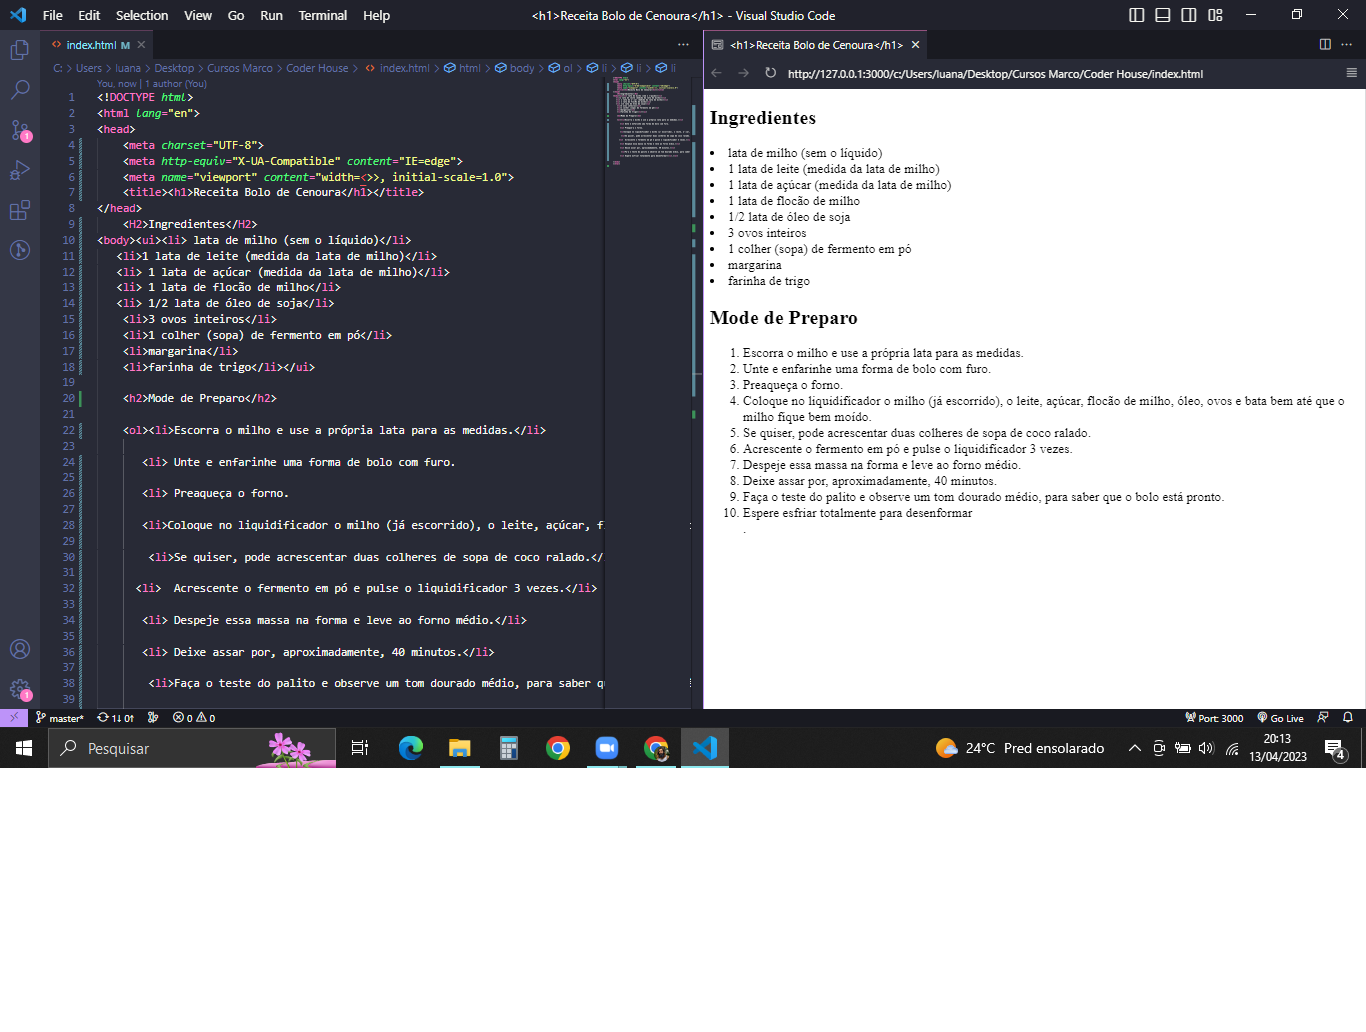 File Edit Selection View Go Run Terminal Help <h1>Receita Bolo de Cenoura</h1> - Visual Studio Code
index.html M
C: > Users > luana > Desktop > Cursos Marco > Coder House > index.html > html > body > ol > li > li > li
You, now | 1 author (You)
1 <!DOCTYPE html>
2 <html lang="en">
3 <head>
4 <meta charset="UTF-8">
5 <meta http-equiv="X-UA-Compatible" content="IE=edge">
6 <meta name="viewport" content="width=<>>, initial-scale=1.0">
7 <title><h1>Receita Bolo de Cenoura</h1></title>
8 </head>
9 <H2>Ingredientes</H2>
10 <body><ui><li> lata de milho (sem o líquido)</li>
11 <li>1 lata de leite (medida da lata de milho)</li>
12 <li> 1 lata de açúcar (medida da lata de milho)</li>
13 <li> 1 lata de flocão de milho</li>
14 <li> 1/2 lata de óleo de soja</li>
15 <li>3 ovos inteiros</li>
16 <li>1 colher (sopa) de fermento em pó</li>
17 <li>margarina</li>
18 <li>farinha de trigo</li></ui>
19
20 <h2>Mode de Preparo</h2>
21
22 <ol><li>Escorra o milho e use a própria lata para as medidas.</li>
23
24 <li> Unte e enfarinhe uma forma de bolo com furo.
25
26 <li> Preaqueça o forno.
27
28 <li>Coloque no liquidificador o milho (já escorrido), o leite, açúcar, f
29
30 <li>Se quiser, pode acrescentar duas colheres de sopa de coco ralado.</
31
32 <li> Acrescente o fermento em pó e pulse o liquidificador 3 vezes.</li>
33
34 <li> Despeje essa massa na forma e leve ao forno médio.</li>
35
36 <li> Deixe assar por, aproximadamente, 40 minutos.</li>
37
38 <li>Faça o teste do palito e observe um tom dourado médio, para saber q
39
<h1>Receita Bolo de Cenoura</h1>
http://127.0.0.1:3000/c:/Users/luana/Desktop/Cursos Marco/Coder House/index.html
Ingredientes
• lata de milho (sem o líquido)
• 1 lata de leite (medida da lata de milho)
• 1 lata de açúcar (medida da lata de milho)
• 1 lata de flocão de milho
• 1/2 lata de óleo de soja
• 3 ovos inteiros
• 1 colher (sopa) de fermento em pó
• margarina
• farinha de trigo
Mode de Preparo
1. Escorra o milho e use a própria lata para as medidas.
2. Unte e enfarinhe uma forma de bolo com furo.
3. Preaqueça o forno.
4. Coloque no liquidificador o milho (já escorrido), o leite, açúcar, flocão de milho, óleo, ovos e bata bem até que o
milho fique bem moído.
5. Se quiser, pode acrescentar duas colheres de sopa de coco ralado.
6. Acrescente o fermento em pó e pulse o liquidificador 3 vezes.
7. Despeje essa massa na forma e leve ao forno médio.
8. Deixe assar por, aproximadamente, 40 minutos.
9. Faça o teste do palito e observe um tom dourado médio, para saber que o bolo está pronto.
10. Espere esfriar totalmente para desenformar
.
1
1
master* 1↓ 0↑ 0 0 Port: 3000 Go Live
Pesquisar 24°C Pred ensolarado 20:13
13/04/2023 4